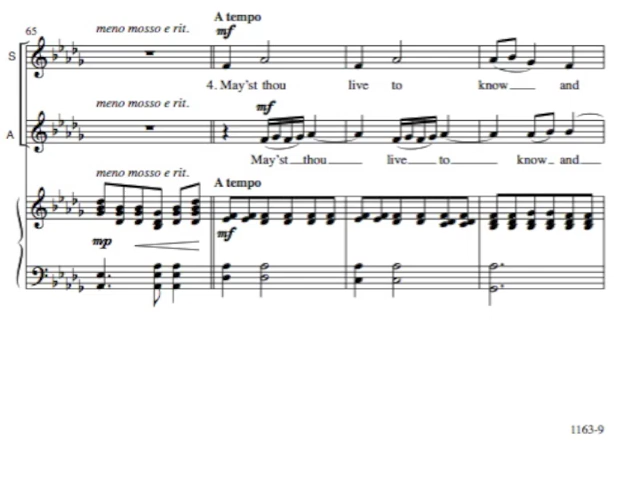 65
meno mosso e rit.
A tempo
mf
S
4. May'st thou live to know and
meno mosso e rit.
mf
A
May'st thou live to know and
meno mosso e rit.
A tempo
mp
mf
1163-9